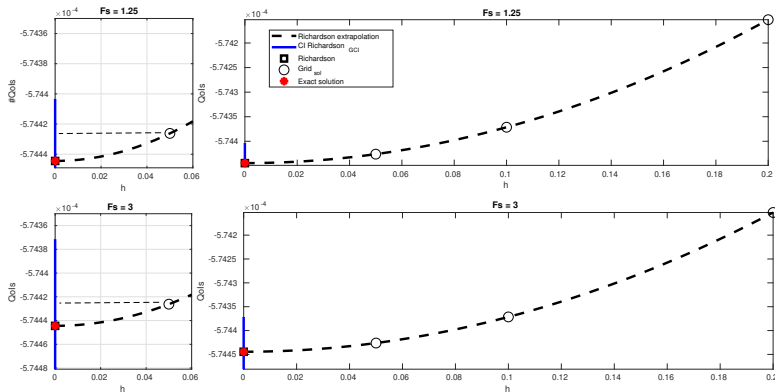 ×10⁻⁴ Fs = 1.25
-5.7436
-5.7438
-5.744
-5.7442
-5.7444
#QoIs
0 0.02 0.04 0.06
h
×10⁻⁴ Fs = 1.25
-5.742
-5.7425
-5.743
-5.7435
-5.744
QoIs
Richardson extrapolation
CI Richardson GCI
Richardson
Grid sol
Exact solution
0 0.02 0.04 0.06 0.08 0.1 0.12 0.14 0.16 0.18 0.2
h
×10⁻⁴ Fs = 3
-5.7436
-5.7438
-5.744
-5.7442
-5.7444
-5.7446
-5.7448
QoIs
0 0.02 0.04 0.06
h
×10⁻⁴ Fs = 3
-5.742
-5.7425
-5.743
-5.7435
-5.744
-5.7445
QoIs
0 0.02 0.04 0.06 0.08 0.1 0.12 0.14 0.16 0.18 0.2
h